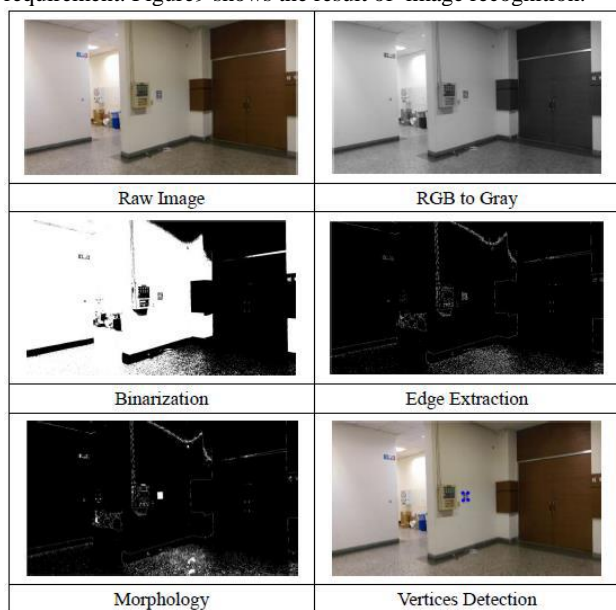 requirement. Figure9 shows the result of image recognition.
Raw Image
RGB to Gray
Binarization
Edge Extraction
Morphology
Vertices Detection